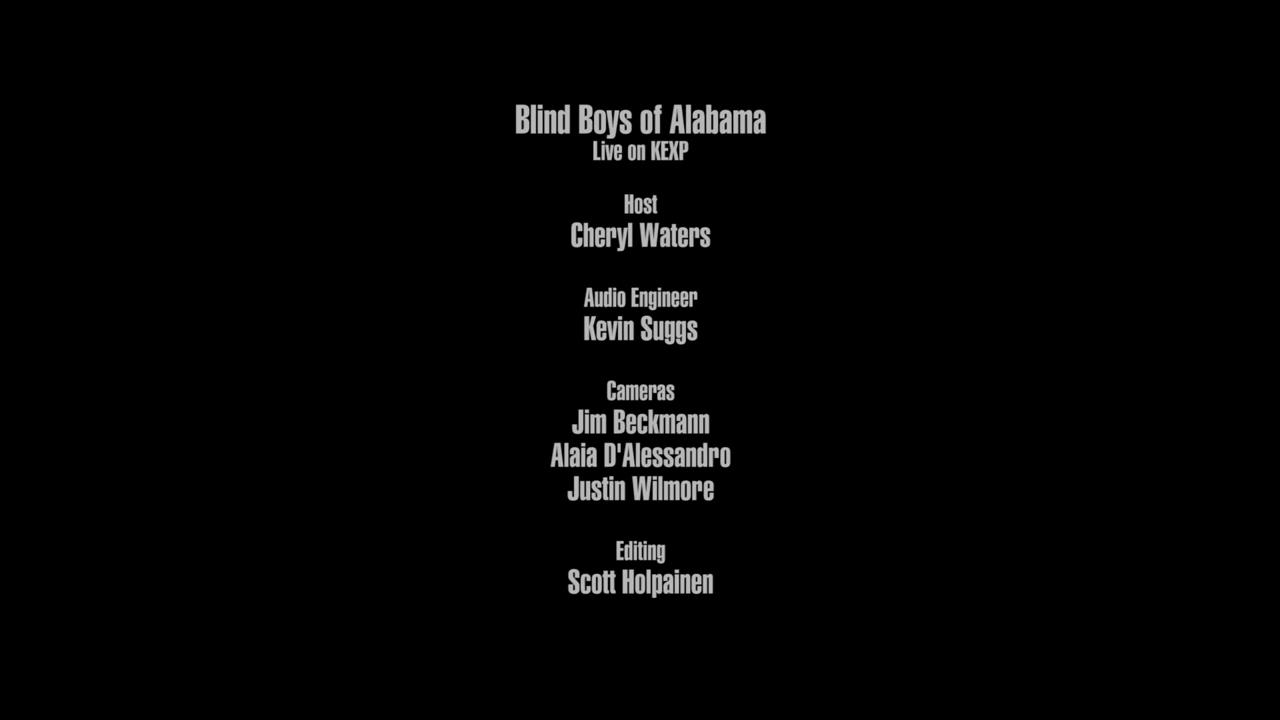 Blind Boys of Alabama
Live on KEXP
Host
Cheryl Waters
Audio Engineer
Kevin Suggs
Cameras
Jim Beckmann
Alaia D'Alessandro
Justin Wilmore
Editing
Scott Holpainen